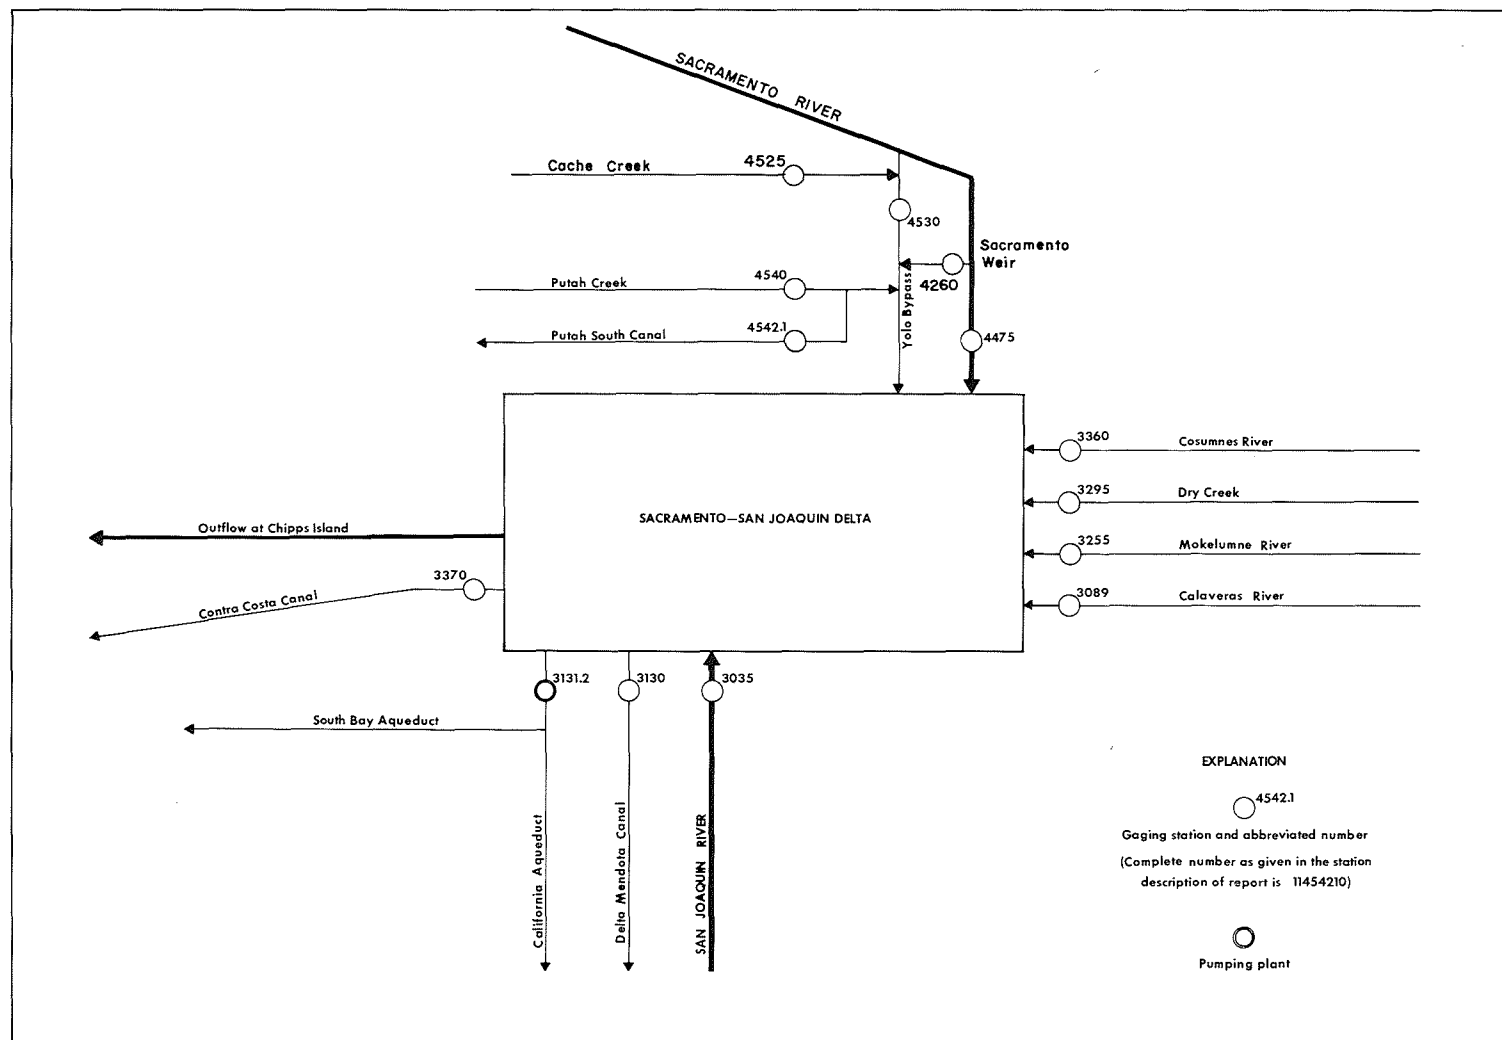 SACRAMENTO RIVER
Cache Creek
4525
4530
Sacramento
Weir
4260
Putah Creek
4540
Yolo Bypass
Putah South Canal
4542.1
4475
3360
Cosumnes River
3295
Dry Creek
SACRAMENTO—SAN JOAQUIN DELTA
Outflow at Chipps Island
3255
Mokelumne River
3370
Contra Costa Canal
3089
Calaveras River
3131.2
3130
3035
South Bay Aqueduct
California Aqueduct
Delta Mendota Canal
SAN JOAQUIN RIVER
EXPLANATION
4542.1
Gaging station and abbreviated number
(Complete number as given in the station
description of report is 11454210)
Pumping plant